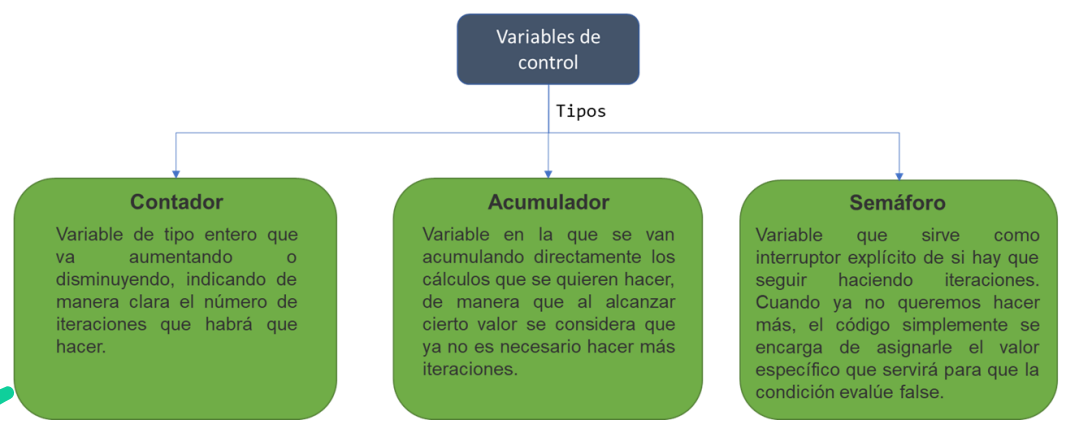 Variables de
control
Tipos
Contador
Variable de tipo entero que
va aumentando o
disminuyendo, indicando de
manera clara el número de
iteraciones que habrá que
hacer.
Acumulador
Variable en la que se van
acumulando directamente los
cálculos que se quieren hacer,
de manera que al alcanzar
cierto valor se considera que
ya no es necesario hacer más
iteraciones.
Semáforo
Variable que sirve como
interruptor explícito de si hay que
seguir haciendo iteraciones.
Cuando ya no queremos hacer
más, el código simplemente se
encarga de asignarle el valor
específico que servirá para que la
condición evalúe false.